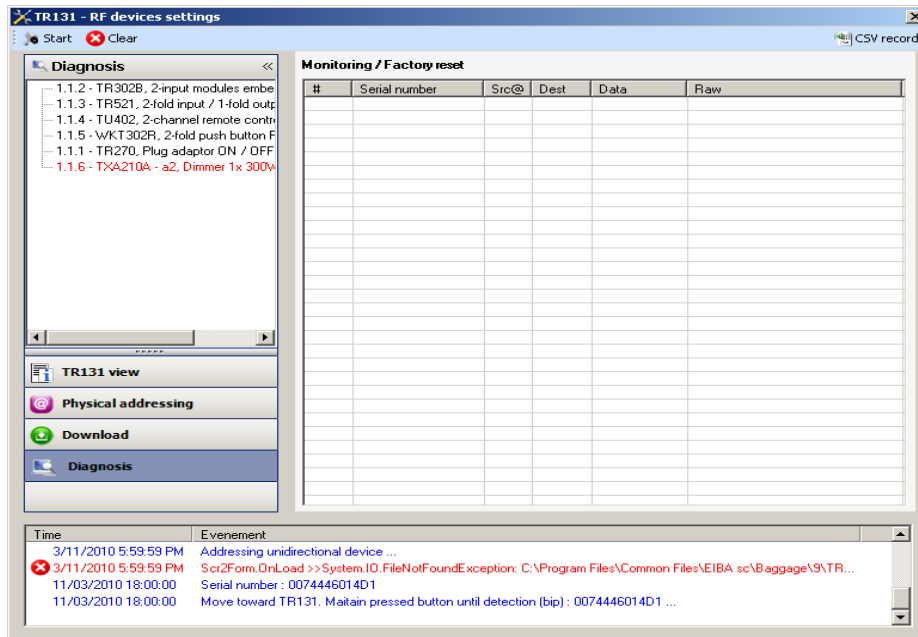 TR131 - RF devices settings
Start Clear CSV record
Diagnosis «
1.1.2 - TR302B, 2-input modules embe
1.1.3 - TR521, 2-fold input / 1-fold outp
1.1.4 - TU402, 2-channel remote contr
1.1.5 - WKT302R, 2-fold push button F
1.1.1 - TR270, Plug adaptor ON / OFF
1.1.6 - TXA210A - a2, Dimmer 1x 300W
TR131 view
Physical addressing
Download
Diagnosis
Monitoring / Factory reset
# Serial number Src@ Dest Data Raw
Time Evenement
3/11/2010 5:59:59 PM Addressing unidirectional device ...
3/11/2010 5:59:59 PM Scr2Form.OnLoad >>System.IO.FileNotFoundException: C:\Program Files\Common Files\EIBA sc\Baggage\9\TR...
11/03/2010 18:00:00 Serial number : 0074446014D1
11/03/2010 18:00:00 Move toward TR131. Maitain pressed button until detection (bip) : 0074446014D1 ...